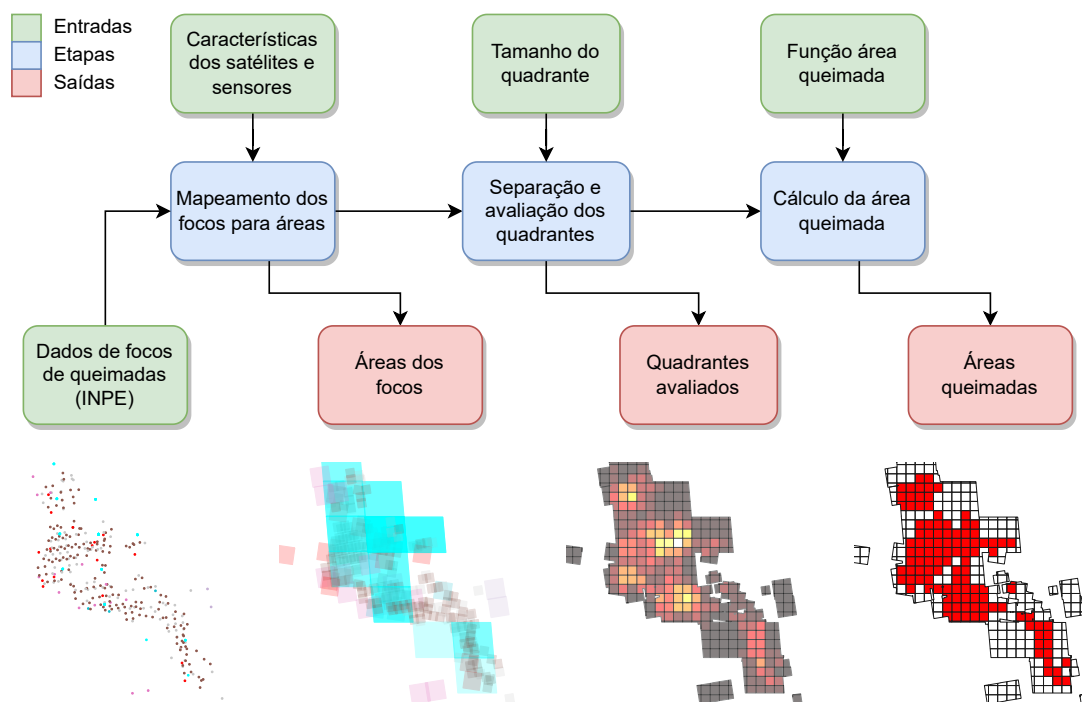 Entradas
Etapas
Saídas
Características
dos satélites e
sensores
Tamanho do
quadrante
Função área
queimada
Mapeamento dos
focos para áreas
Separação e
avaliação dos
quadrantes
Cálculo da área
queimada
Dados de focos
de queimadas
(INPE)
Áreas dos
focos
Quadrantes
avaliados
Áreas
queimadas